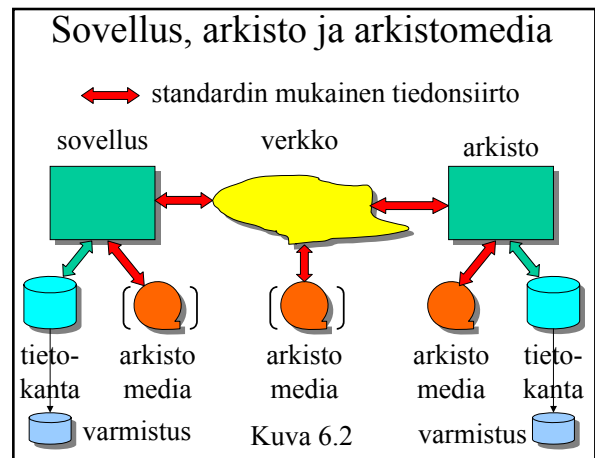 Sovellus, arkisto ja arkistomedia
standardin mukainen tiedonsiirto
sovellus
verkko
arkisto
( )
( )
tieto-
kanta
arkisto
media
arkisto
media
arkisto
media
tieto-
kanta
varmistus
Kuva 6.2
varmistus